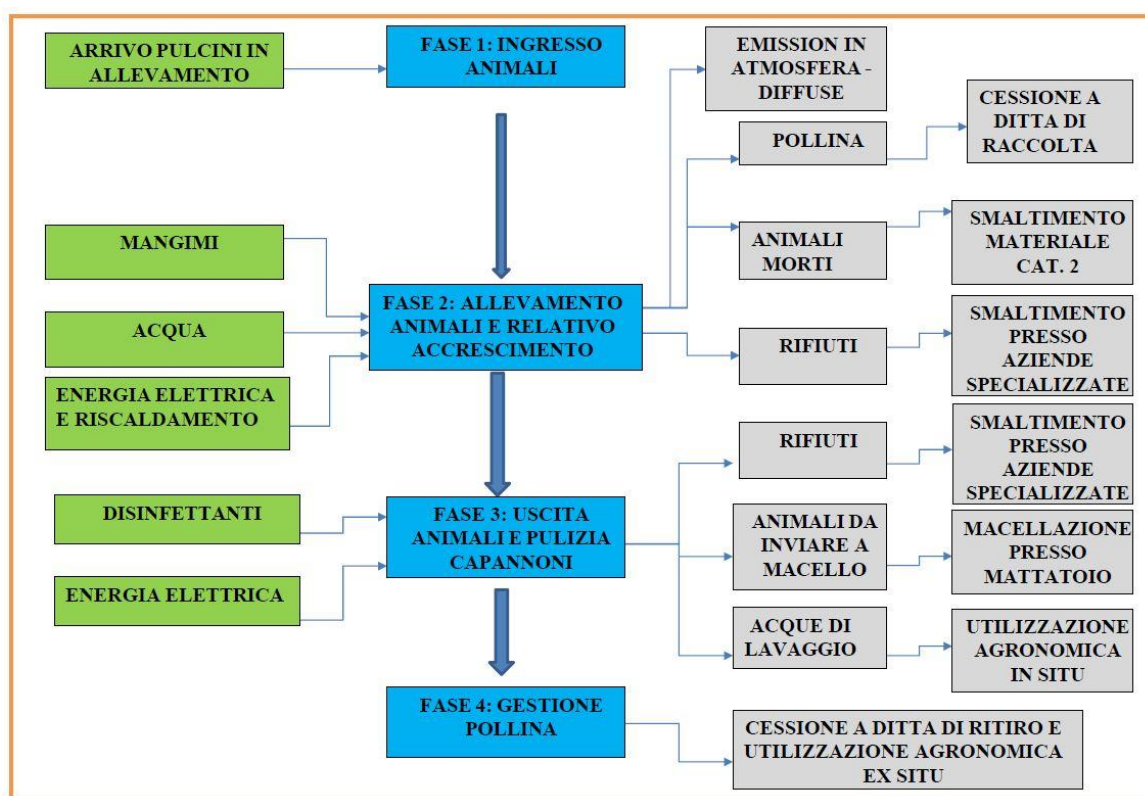 ARRIVO PULCINI IN
ALLEVAMENTO
FASE 1: INGRESSO
ANIMALI
EMISSION IN
ATMOSFERA -
DIFFUSE
POLLINA
CESSIONE A
DITTA DI
RACCOLTA
MANGIMI
ANIMALI
MORTI
SMALTIMENTO
MATERIALE
CAT. 2
ACQUA
FASE 2: ALLEVAMENTO
ANIMALI E RELATIVO
ACCRESCIMENTO
RIFIUTI
SMALTIMENTO
PRESSO
AZIENDE
SPECIALIZZATE
ENERGIA ELETTRICA
E RISCALDAMENTO
RIFIUTI
SMALTIMENTO
PRESSO
AZIENDE
SPECIALIZZATE
DISINFETTANTI
FASE 3: USCITA
ANIMALI E PULIZIA
CAPANNONI
ANIMALI DA
INVIARE A
MACELLO
MACELLAZIONE
PRESSO
MATTATOIO
ENERGIA ELETTRICA
ACQUE DI
LAVAGGIO
UTILIZZAZIONE
AGRONOMICA
IN SITU
FASE 4: GESTIONE
POLLINA
CESSIONE A DITTA DI RITIRO E
UTILIZZAZIONE AGRONOMICA
EX SITU